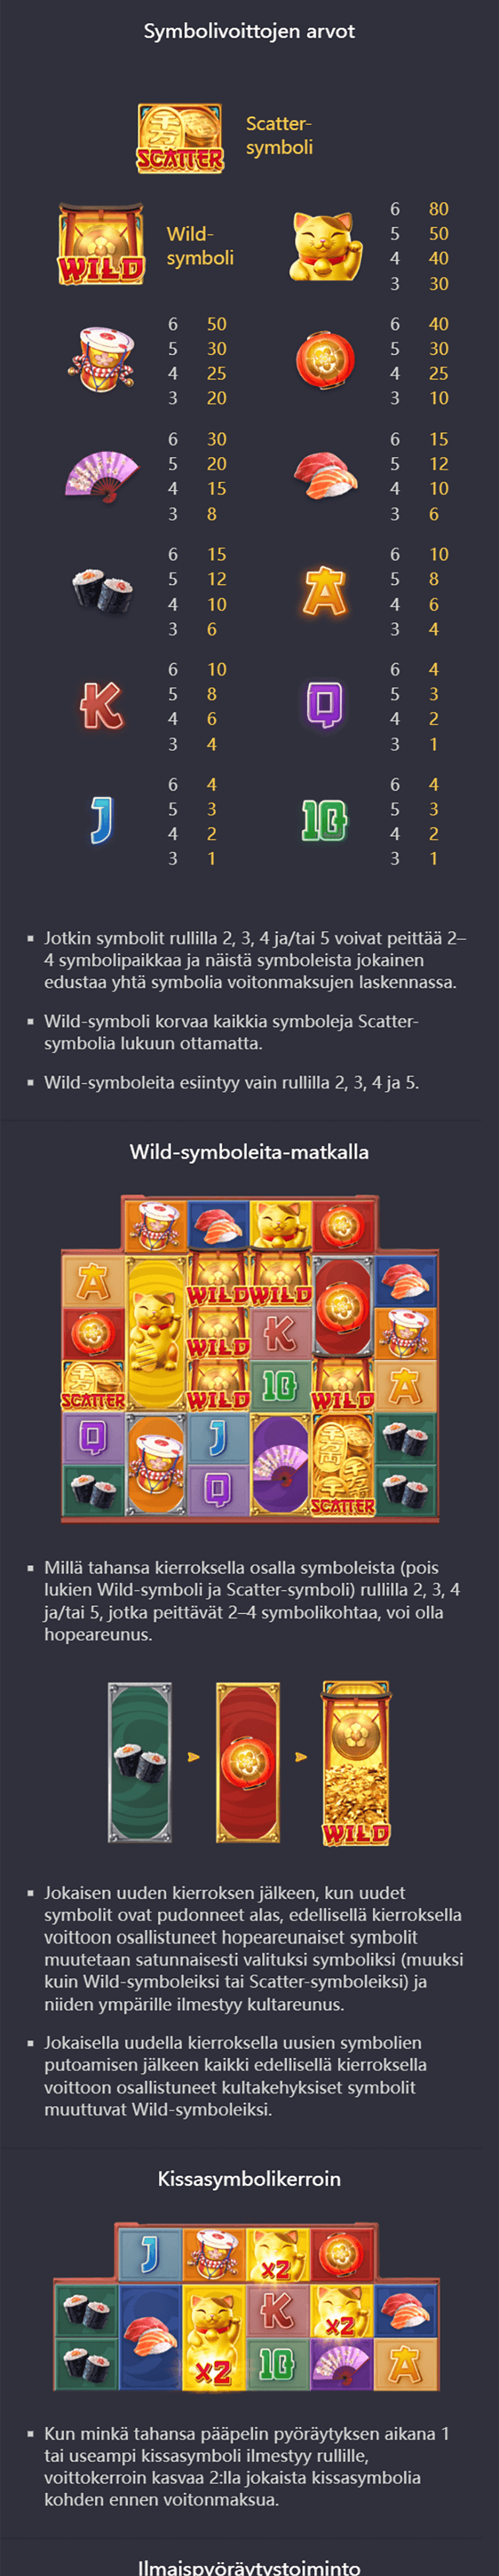 Symbolivoittojen arvot
SCATTER
Scatter-
symboli
WILD
Wild-
symboli
6 80
5 50
4 40
3 30
6 50
5 30
4 25
3 20
6 40
5 30
4 25
3 10
6 30
5 20
4 15
3 8
6 15
5 12
4 10
3 6
6 15
5 12
4 10
3 6
A
6 10
5 8
4 6
3 4
K
6 10
5 8
4 6
3 4
Q
6 4
5 3
4 2
3 1
J
6 4
5 3
4 2
3 1
10
6 4
5 3
4 2
3 1
Jotkin symbolit rullilla 2, 3, 4 ja/tai 5 voivat peittää 2–
4 symbolipaikkaa ja näistä symboleista jokainen
edustaa yhtä symbolia voitonmaksujen laskennassa.
Wild-symboli korvaa kaikkia symboleja Scatter-
symbolia lukuun ottamatta.
Wild-symboleita esiintyy vain rullilla 2, 3, 4 ja 5.
Wild-symboleita-matkalla
A WILD WILD
WILD K
SCATTER WILD 10 WILD A
Q J
Q SCATTER
Millä tahansa kierroksella osalla symboleista (pois
lukien Wild-symboli ja Scatter-symboli) rullilla 2, 3, 4
ja/tai 5, jotka peittävät 2–4 symbolikohtaa, voi olla
hopeareunus.
WILD
Jokaisen uuden kierroksen jälkeen, kun uudet
symbolit ovat pudonneet alas, edellisellä kierroksella
voittoon osallistuneet hopeareunaiset symbolit
muutetaan satunnaisesti valituksi symboliksi (muuksi
kuin Wild-symboleiksi tai Scatter-symboleiksi) ja
niiden ympärille ilmestyy kultareunus.
Jokaisella uudella kierroksella uusien symbolien
putoamisen jälkeen kaikki edellisellä kierroksella
voittoon osallistuneet kultakehyksiset symbolit
muuttuvat Wild-symboleiksi.
Kissasymbolikerroin
J x2
K x2
x2 10 A
Kun minkä tahansa pääpelin pyöräytyksen aikana 1
tai useampi kissasymboli ilmestyy rullille,
voittokerroin kasvaa 2:lla jokaista kissasymbolia
kohden ennen voitonmaksua.
Ilmaispyöräytystoiminto